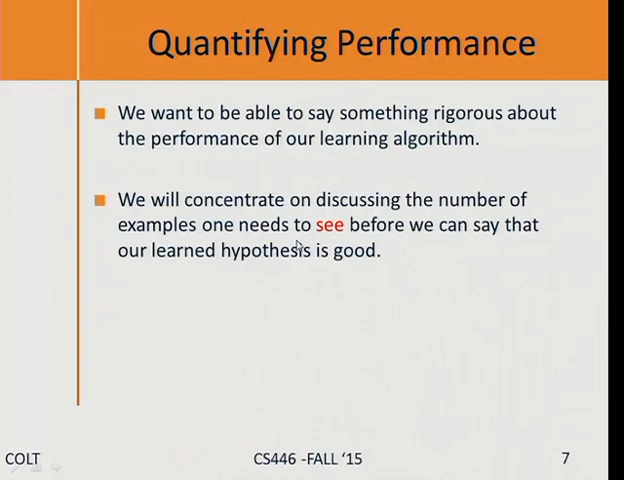 Quantifying Performance
We want to be able to say something rigorous about
the performance of our learning algorithm.
We will concentrate on discussing the number of
examples one needs to see before we can say that
our learned hypothesis is good.
COLT
CS446 -FALL ‘15
7